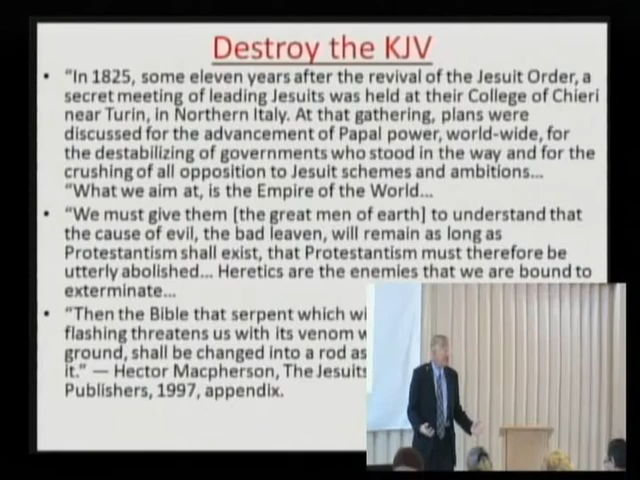 Destroy the KJV
• “In 1825, some eleven years after the revival of the Jesuit Order, a
secret meeting of leading Jesuits was held at their College of Chieri
near Turin, in Northern Italy. At that gathering, plans were
discussed for the advancement of Papal power, world-wide, for
the destabilizing of governments who stood in the way and for the
crushing of all opposition to Jesuit schemes and ambitions...
“What we aim at, is the Empire of the World...
• “We must give them [the great men of earth] to understand that
the cause of evil, the bad leaven, will remain as long as
Protestantism shall exist, that Protestantism must therefore be
utterly abolished... Heretics are the enemies that we are bound to
exterminate...
• “Then the Bible that serpent which
flashing threatens us with its venom
ground, shall be changed into a rod as
it.” — Hector Macpherson, The Jesuits
Publishers, 1997, appendix.